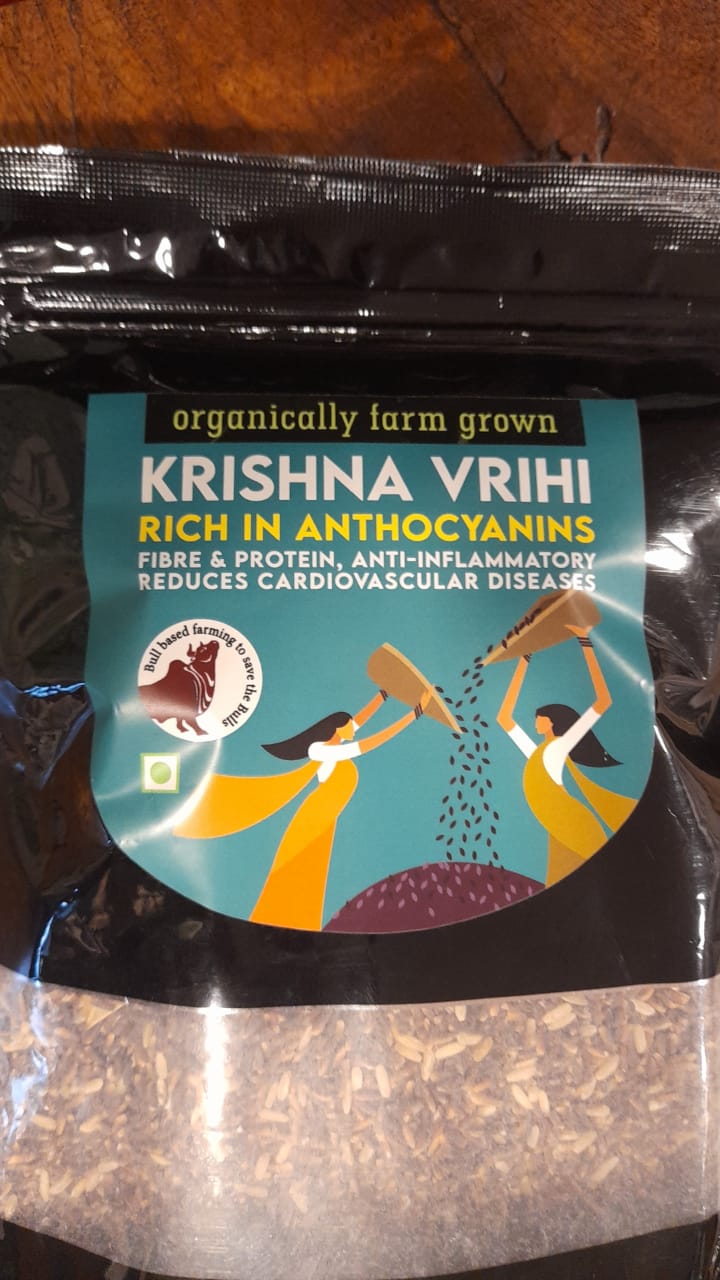 organically farm grown
KRISHNA VRIHI
RICH IN ANTHOCYANINS
FIBRE & PROTEIN, ANTI-INFLAMMATORY
REDUCES CARDIOVASCULAR DISEASES
Bull based farming to save the Bulls